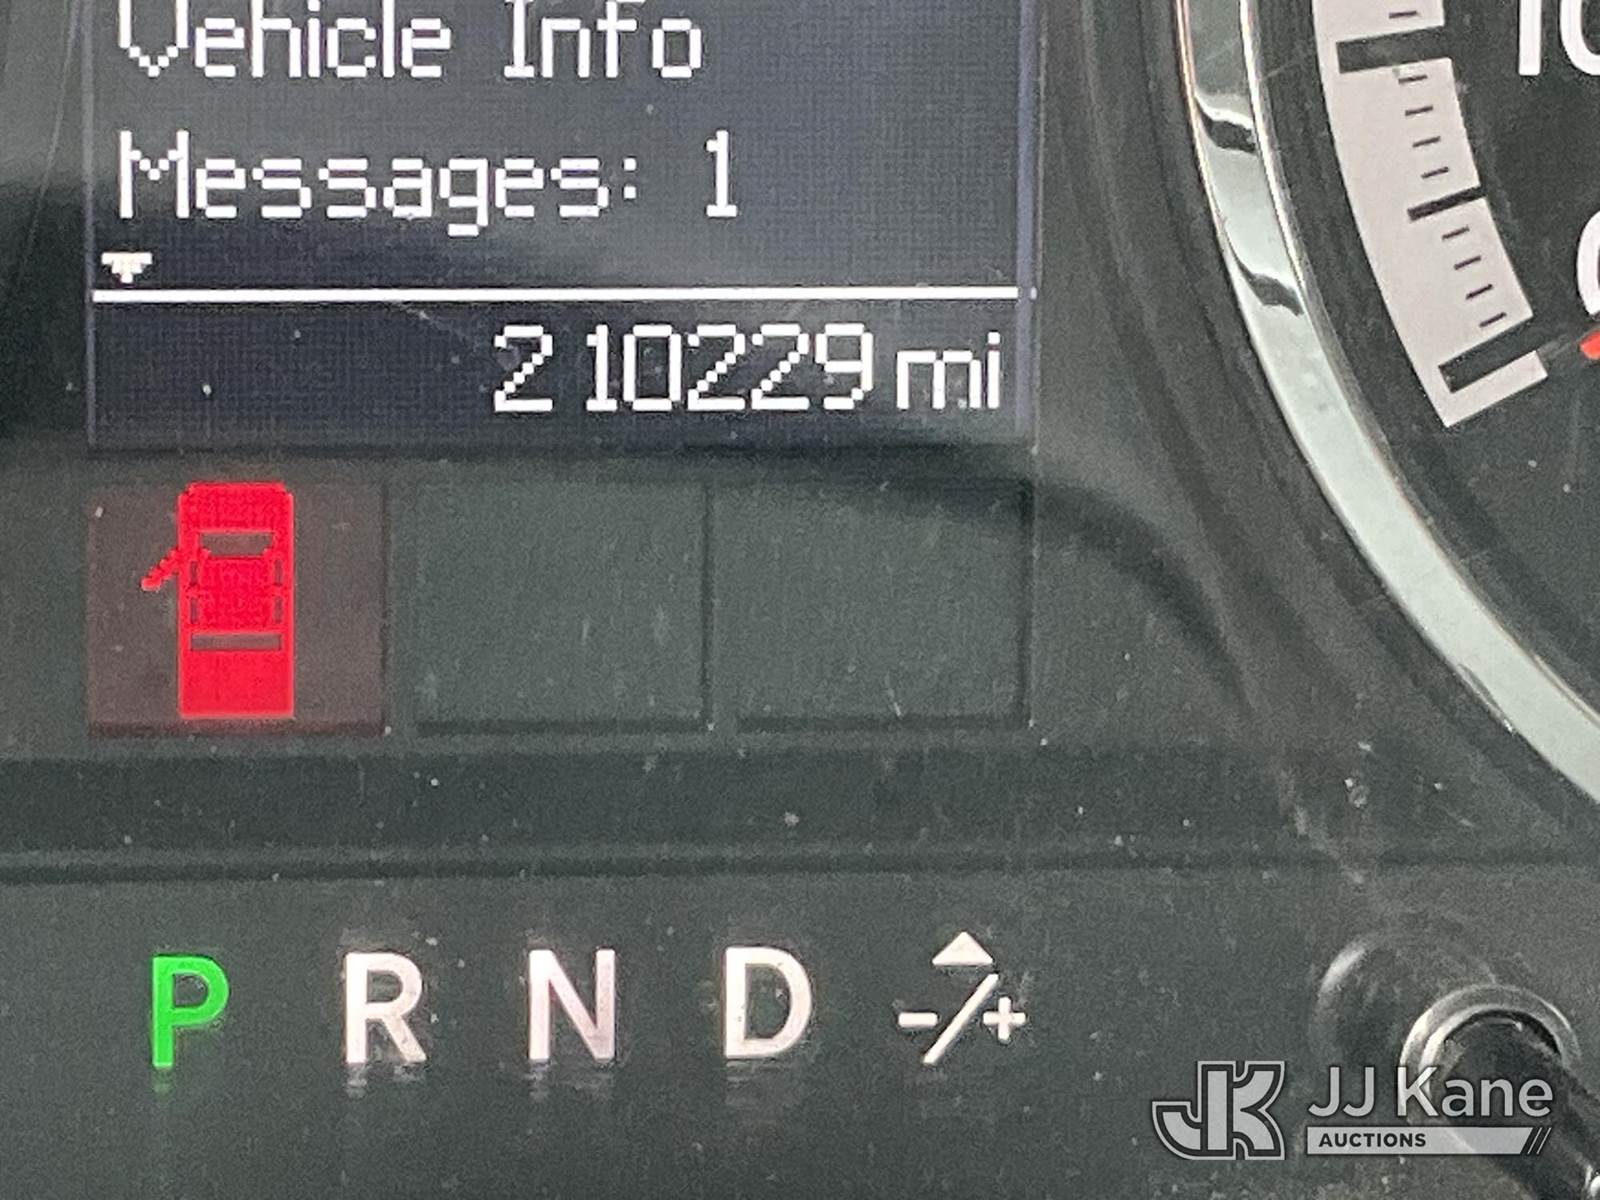 Vehicle Info
Messages: 1
210229 mi
P R N D -/+
JJ Kane
AUCTIONS